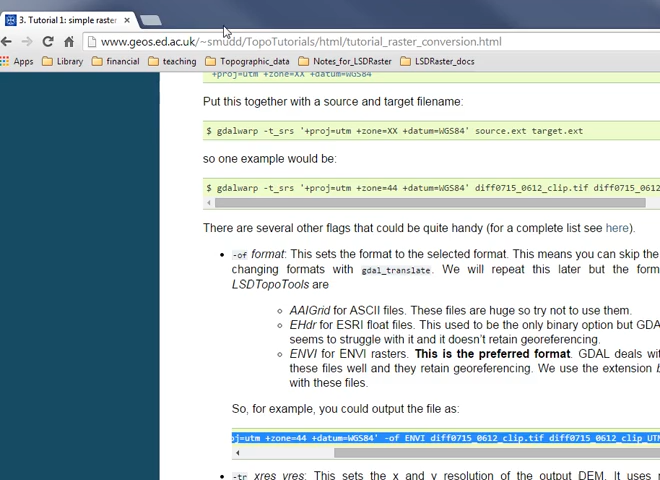 3. Tutorial 1: simple raster
www.geos.ed.ac.uk/~smudd/TopoTutorials/html/tutorial_raster_conversion.html
Apps Library financial teaching Topographic_data Notes_for_LSDRaster LSDRaster_docs
+proj=utm +zone=XX +datum=WGS84
Put this together with a source and target filename:
$ gdalwarp -t_srs '+proj=utm +zone=XX +datum=WGS84' source.ext target.ext
so one example would be:
$ gdalwarp -t_srs '+proj=utm +zone=44 +datum=WGS84' diff0715_0612_clip.tif diff0715_0612
There are several other flags that could be quite handy (for a complete list see here).
-of format: This sets the format to the selected format. This means you can skip the
changing formats with gdal_translate. We will repeat this later but the form
LSDTopoTools are
AAIGrid for ASCII files. These files are huge so try not to use them.
EHdr for ESRI float files. This used to be the only binary option but GDA
seems to struggle with it and it doesn't retain georeferencing.
ENVI for ENVI rasters. This is the preferred format. GDAL deals wit
these files well and they retain georeferencing. We use the extension b
with these files.
So, for example, you could output the file as:
oj=utm +zone=44 +datum=WGS84' -of ENVI diff0715_0612_clip.tif diff0715_0612_clip_UTM
-tr xres yres: This sets the x and y resolution of the output DEM. It uses